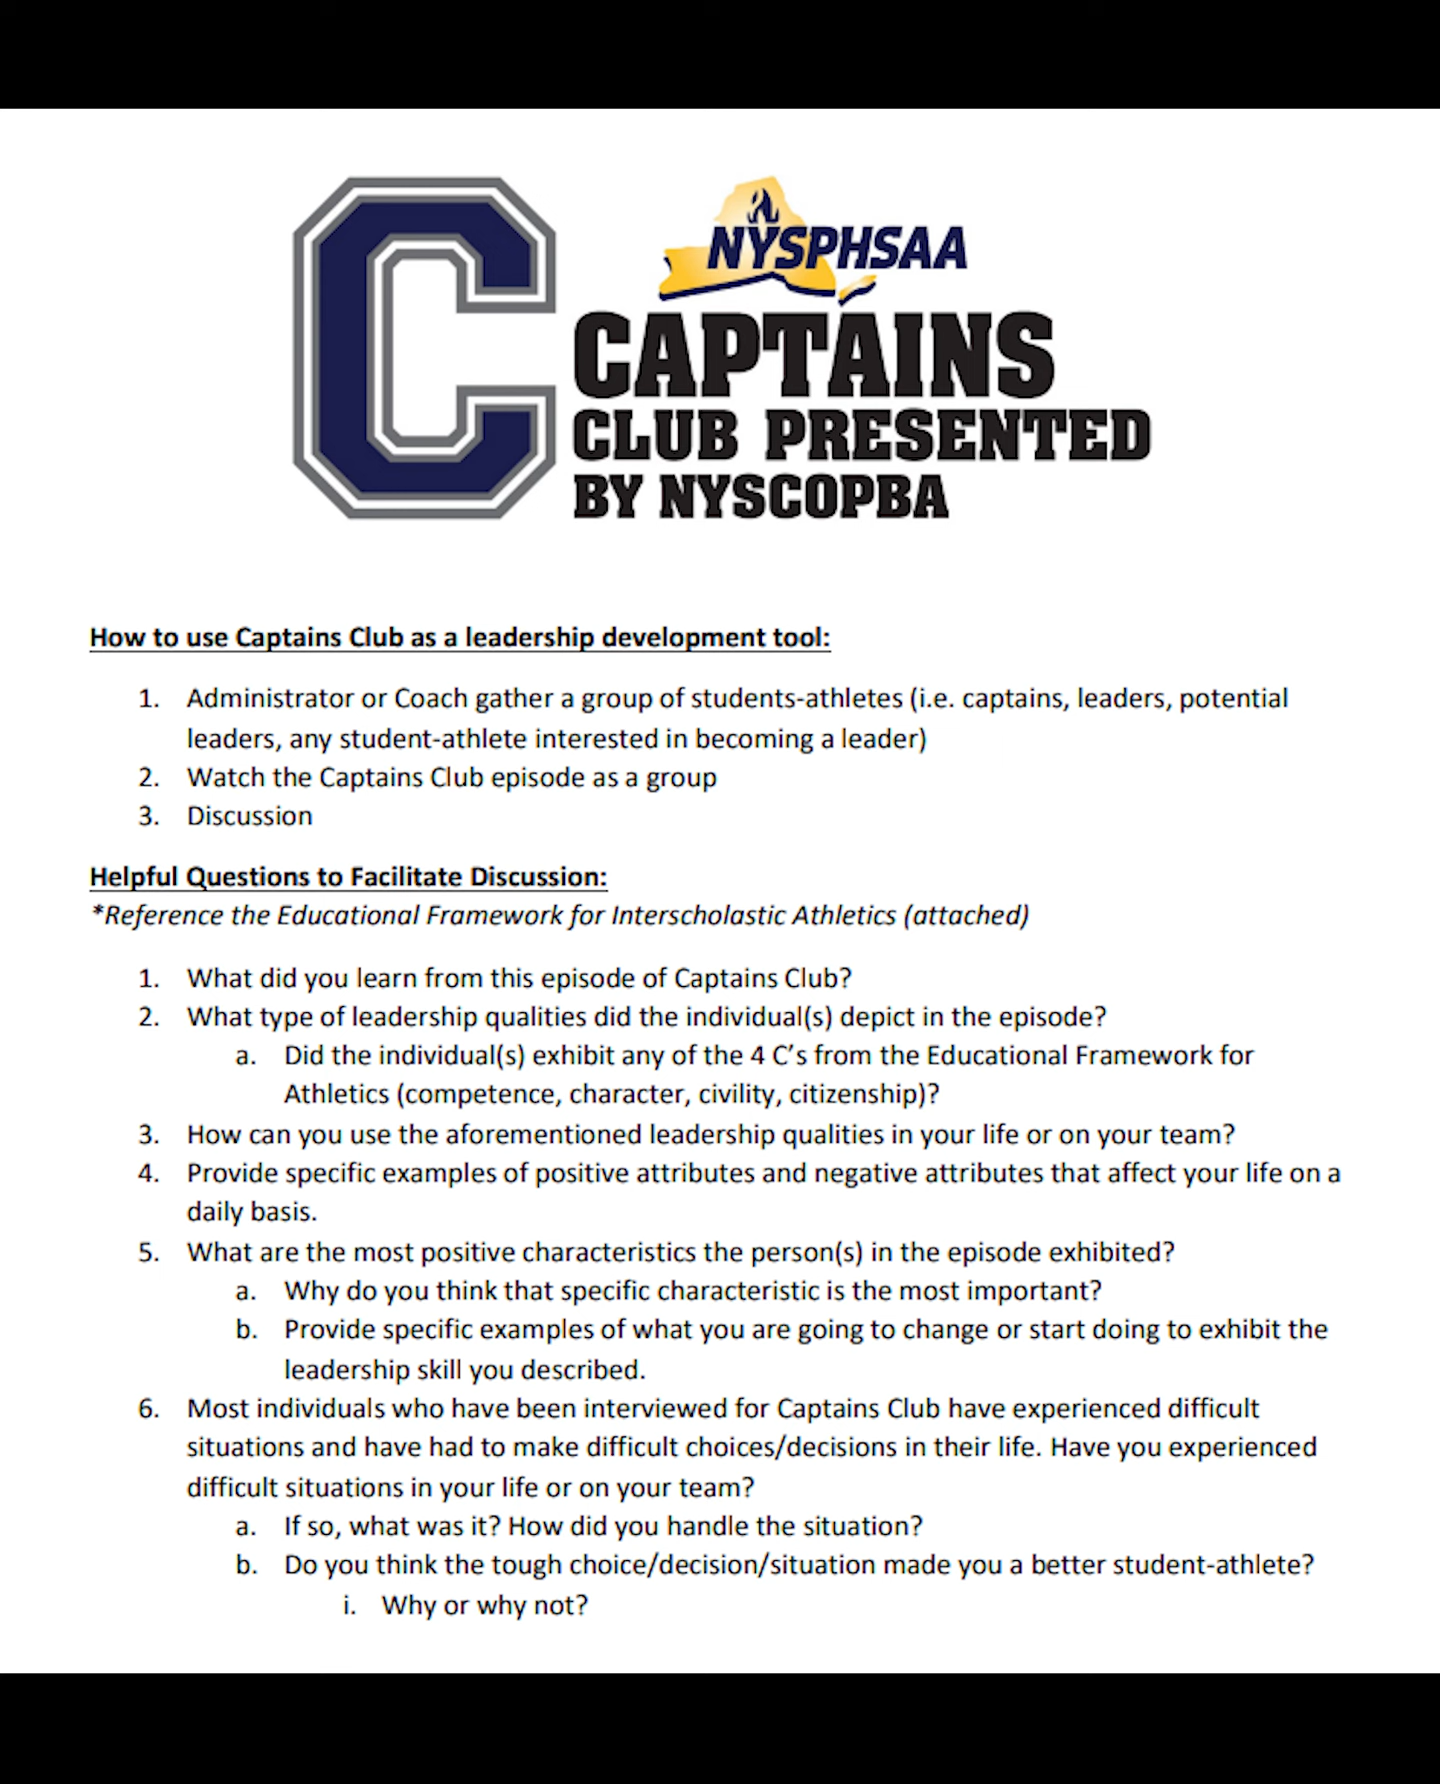 C
NYSPHSAA
CAPTAINS
CLUB PRESENTED
BY NYSCOPBA
How to use Captains Club as a leadership development tool:
1. Administrator or Coach gather a group of students-athletes (i.e. captains, leaders, potential
leaders, any student-athlete interested in becoming a leader)
2. Watch the Captains Club episode as a group
3. Discussion
Helpful Questions to Facilitate Discussion:
*Reference the Educational Framework for Interscholastic Athletics (attached)
1. What did you learn from this episode of Captains Club?
2. What type of leadership qualities did the individual(s) depict in the episode?
a. Did the individual(s) exhibit any of the 4 C's from the Educational Framework for
Athletics (competence, character, civility, citizenship)?
3. How can you use the aforementioned leadership qualities in your life or on your team?
4. Provide specific examples of positive attributes and negative attributes that affect your life on a
daily basis.
5. What are the most positive characteristics the person(s) in the episode exhibited?
a. Why do you think that specific characteristic is the most important?
b. Provide specific examples of what you are going to change or start doing to exhibit the
leadership skill you described.
6. Most individuals who have been interviewed for Captains Club have experienced difficult
situations and have had to make difficult choices/decisions in their life. Have you experienced
difficult situations in your life or on your team?
a. If so, what was it? How did you handle the situation?
b. Do you think the tough choice/decision/situation made you a better student-athlete?
i. Why or why not?